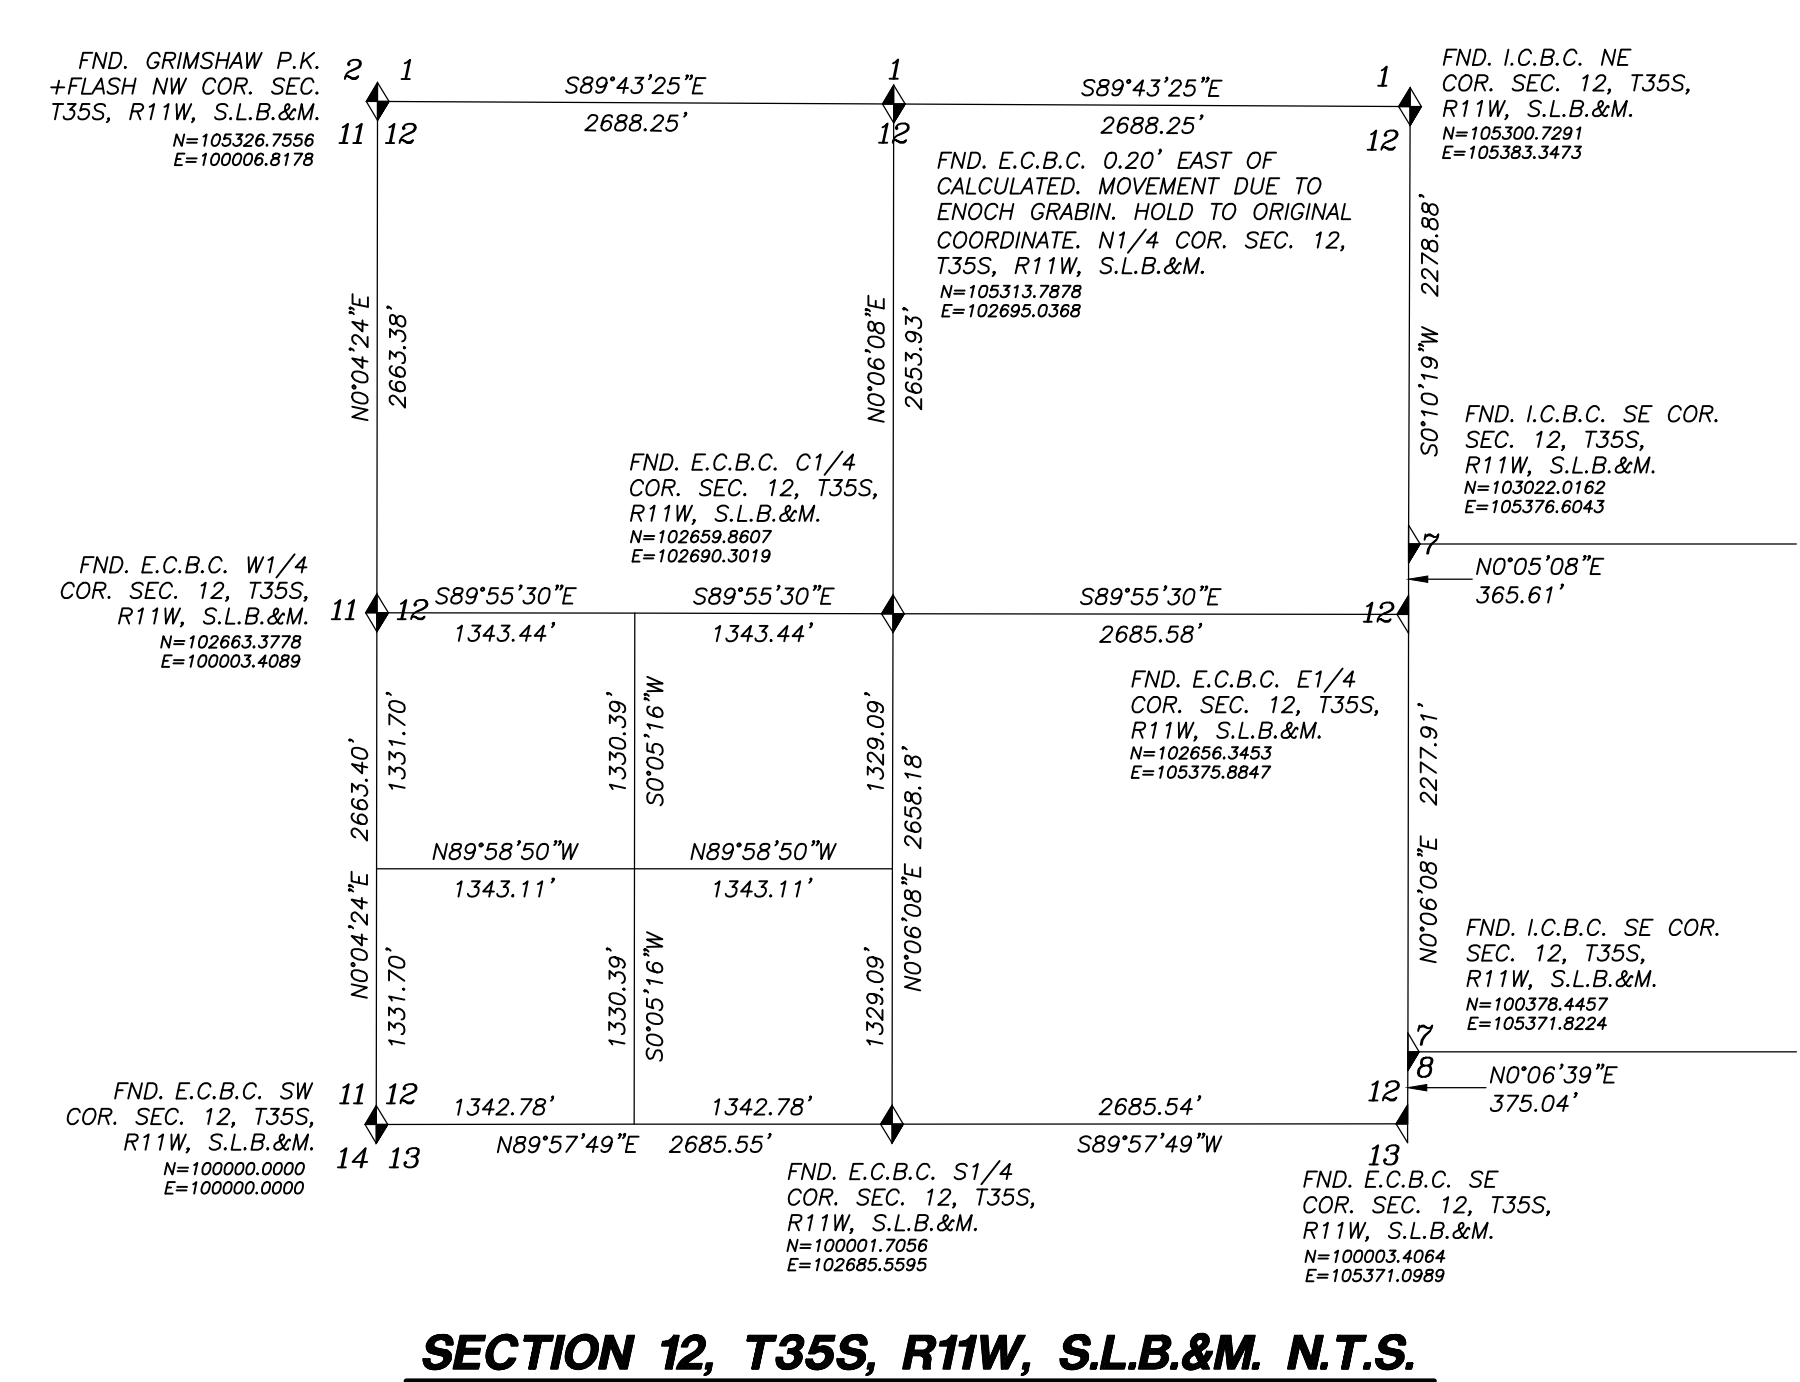 FND. GRIMSHAW P.K.
+FLASH NW COR. SEC.
T35S, R11W, S.L.B.&M.
N=105326.7556
E=100006.8178
2 1
11 12
S89°43'25"E
2688.25'
1
12
S89°43'25"E
2688.25'
1
12
FND. I.C.B.C. NE
COR. SEC. 12, T35S,
R11W, S.L.B.&M.
N=105300.7291
E=105383.3473
FND. E.C.B.C. 0.20' EAST OF
CALCULATED. MOVEMENT DUE TO
ENOCH GRABIN. HOLD TO ORIGINAL
COORDINATE. N1/4 COR. SEC. 12,
T35S, R11W, S.L.B.&M.
N=105313.7878
E=102695.0368
N0°04'24"E
2663.38'
N0°06'08"E
2653.93'
S0°10'19"W 2278.88'
FND. I.C.B.C. SE COR.
SEC. 12, T35S,
R11W, S.L.B.&M.
N=103022.0162
E=105376.6043
FND. E.C.B.C. C1/4
COR. SEC. 12, T35S,
R11W, S.L.B.&M.
N=102659.8607
E=102690.3019
7
N0°05'08"E
365.61'
FND. E.C.B.C. W1/4
COR. SEC. 12, T35S,
R11W, S.L.B.&M.
N=102663.3778
E=100003.4089
11 12
S89°55'30"E
1343.44'
S89°55'30"E
1343.44'
S89°55'30"E
2685.58'
12
FND. E.C.B.C. E1/4
COR. SEC. 12, T35S,
R11W, S.L.B.&M.
N=102656.3453
E=105375.8847
N0°04'24"E 2663.40'
1331.70'
1330.39'
S0°05'16"W
1329.09'
N0°06'08"E 2658.18'
N0°06'08"E 2277.91'
N89°58'50"W
1343.11'
N89°58'50"W
1343.11'
1331.70'
1330.39'
S0°05'16"W
1329.09'
FND. I.C.B.C. SE COR.
SEC. 12, T35S,
R11W, S.L.B.&M.
N=100378.4457
E=105371.8224
7
8
N0°06'39"E
375.04'
12
13
FND. E.C.B.C. SW
COR. SEC. 12, T35S,
R11W, S.L.B.&M.
N=100000.0000
E=100000.0000
11 12
14 13
1342.78'
1342.78'
N89°57'49"E 2685.55'
2685.54'
S89°57'49"W
FND. E.C.B.C. S1/4
COR. SEC. 12, T35S,
R11W, S.L.B.&M.
N=100001.7056
E=102685.5595
FND. E.C.B.C. SE
COR. SEC. 12, T35S,
R11W, S.L.B.&M.
N=100003.4064
E=105371.0989
SECTION 12, T35S, R11W, S.L.B.&M. N.T.S.